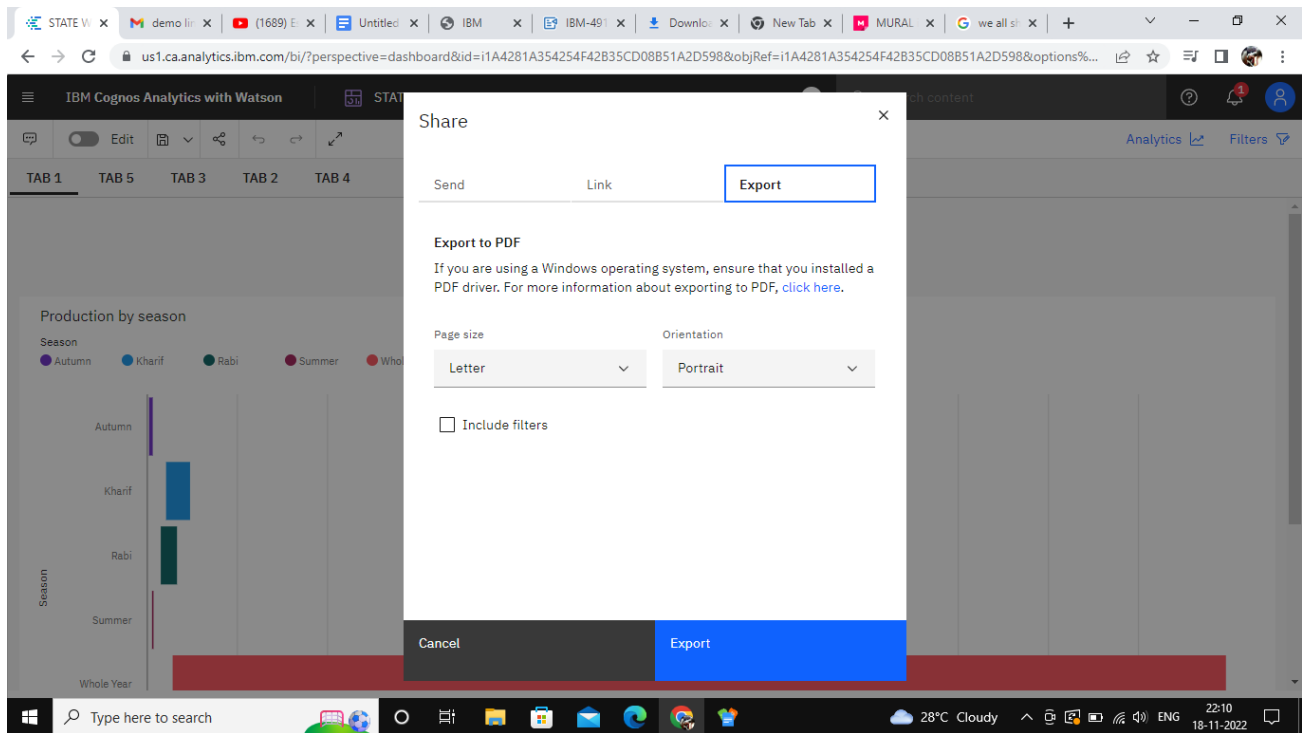 STATE W
demo lin
(1689) E
Untitled
IBM
IBM-491
Downloa
New Tab
MURAL
we all sh
us1.ca.analytics.ibm.com/bi/?perspective=dashboard&id=i1A4281A354254F42B35CD08B51A2D598&objRef=i1A4281A354254F42B35CD08B51A2D598&options%...
IBM Cognos Analytics with Watson
STAT
ch content
1
Edit
Analytics
Filters
TAB 1
TAB 5
TAB 3
TAB 2
TAB 4
Share
Send
Link
Export
Export to PDF
If you are using a Windows operating system, ensure that you installed a
PDF driver. For more information about exporting to PDF, click here.
Page size
Orientation
Letter
Portrait
Include filters
Cancel
Export
Production by season
Season
Autumn
Kharif
Rabi
Summer
Whol
Autumn
Kharif
Rabi
Summer
Whole Year
Season
Type here to search
28°C Cloudy
ENG
22:10
18-11-2022